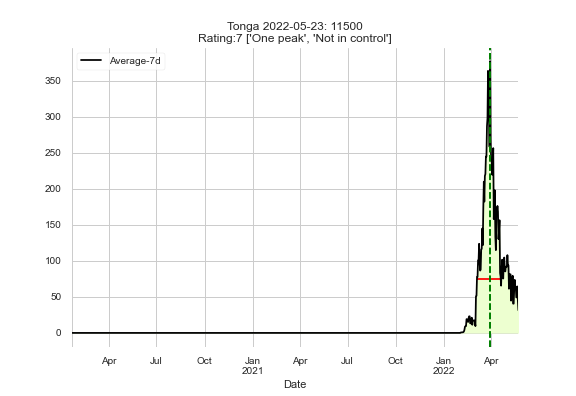 Tonga 2022-05-23: 11500
Rating:7 ['One peak', 'Not in control']
Average-7d
350
300
250
200
150
100
50
0
Apr Jul Oct Jan Apr Jul Oct Jan Apr
2021 2022
Date